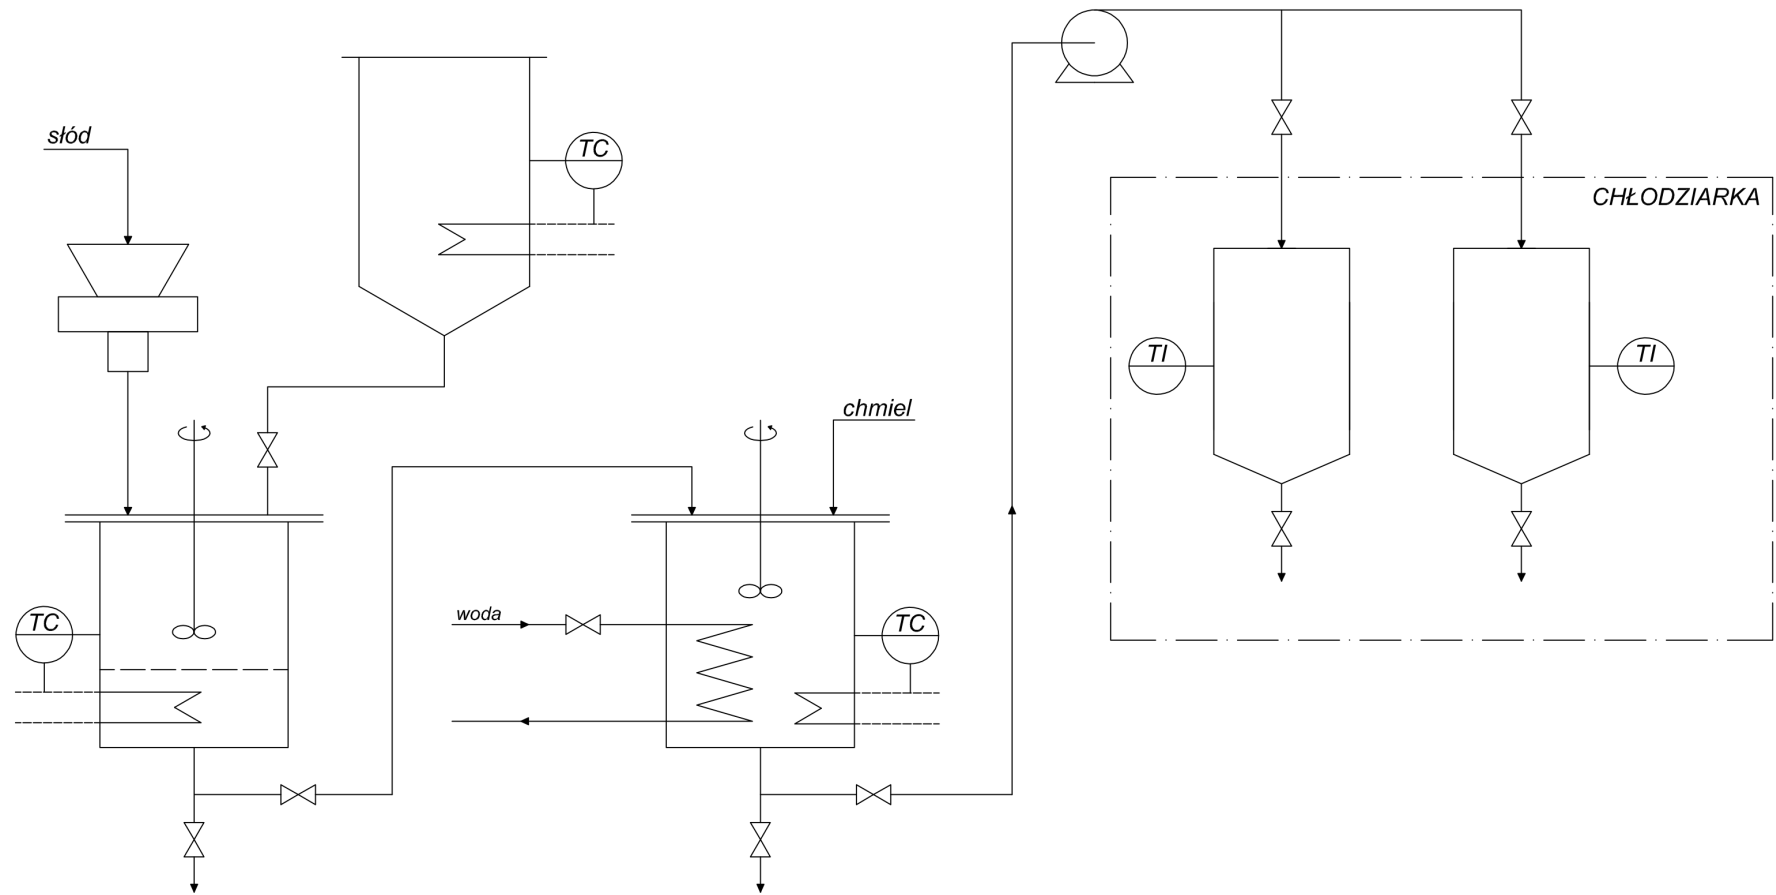 słód
TC
CHŁODZIARKA
TI
TI
chmiel
woda
TC
TC